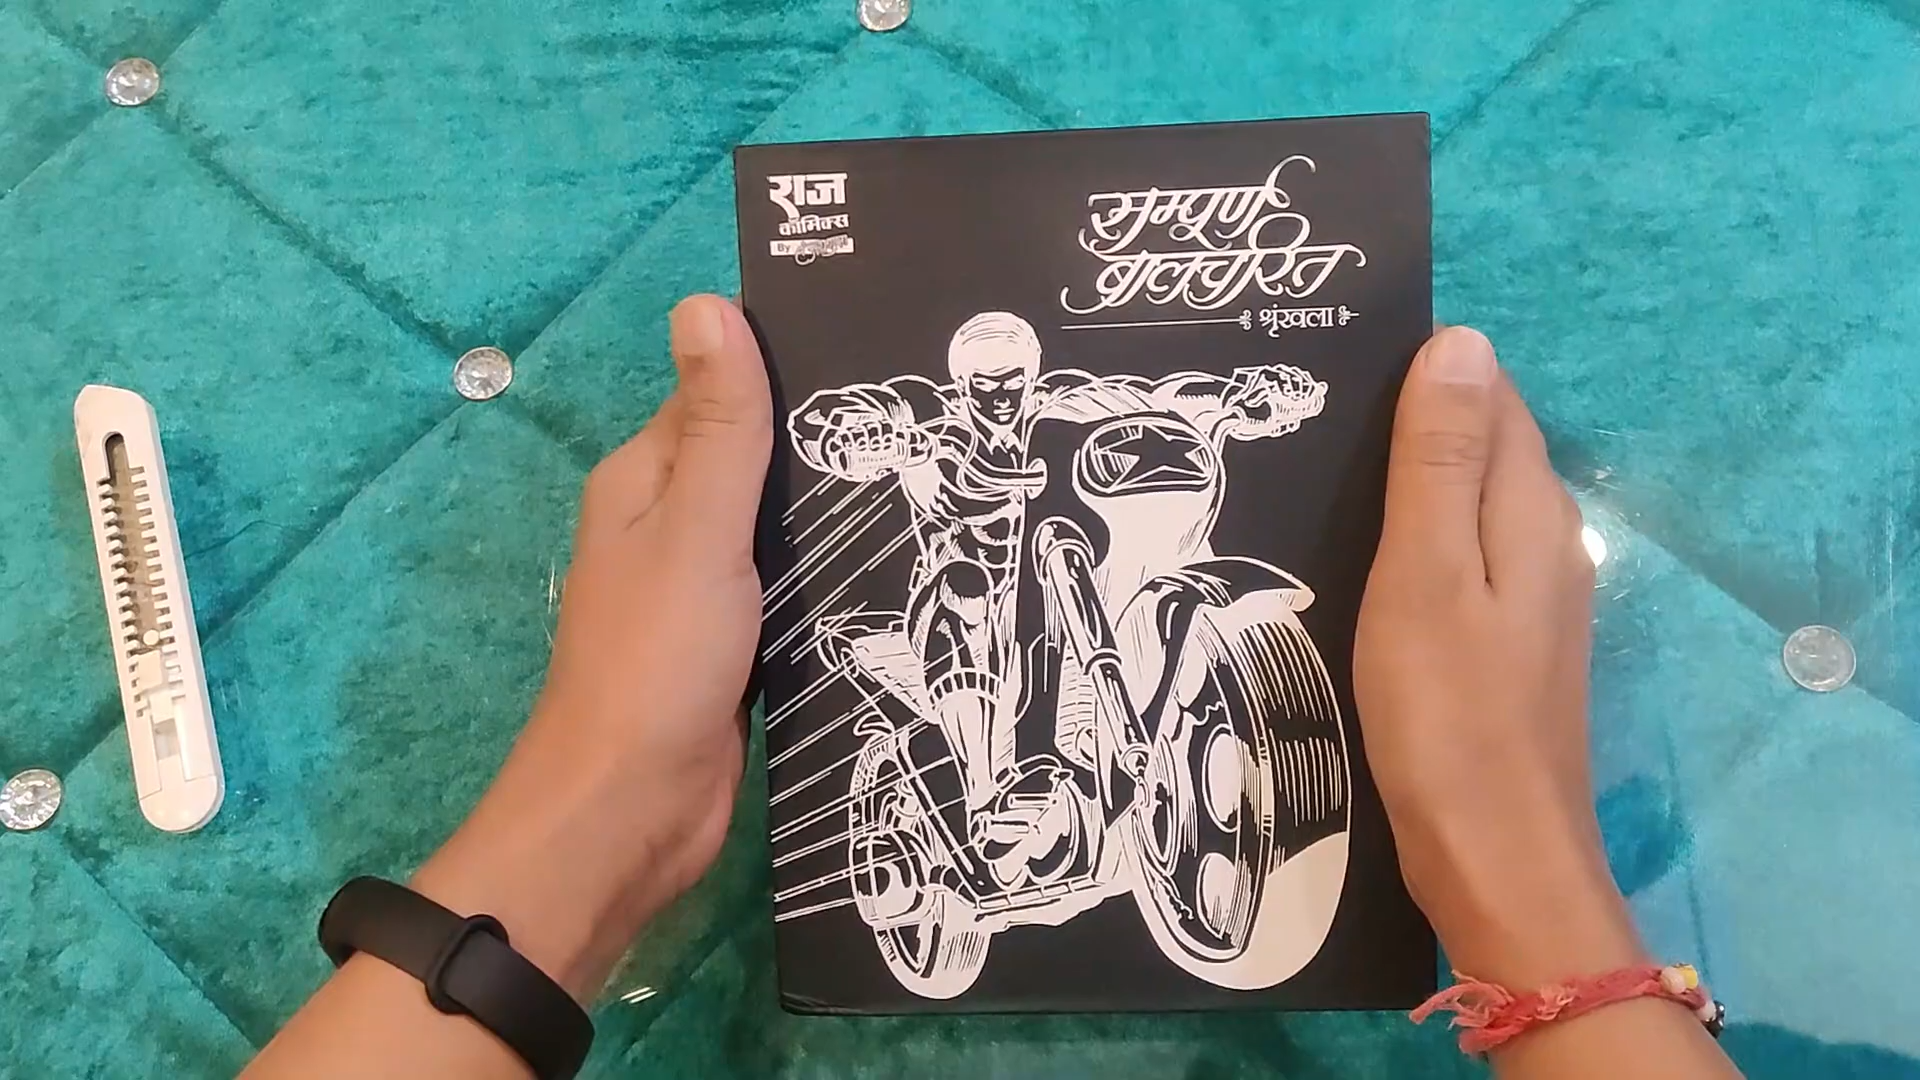 राज
कॉमिक्स
By
सम्पूर्ण
बालचरित
श्रृंखला